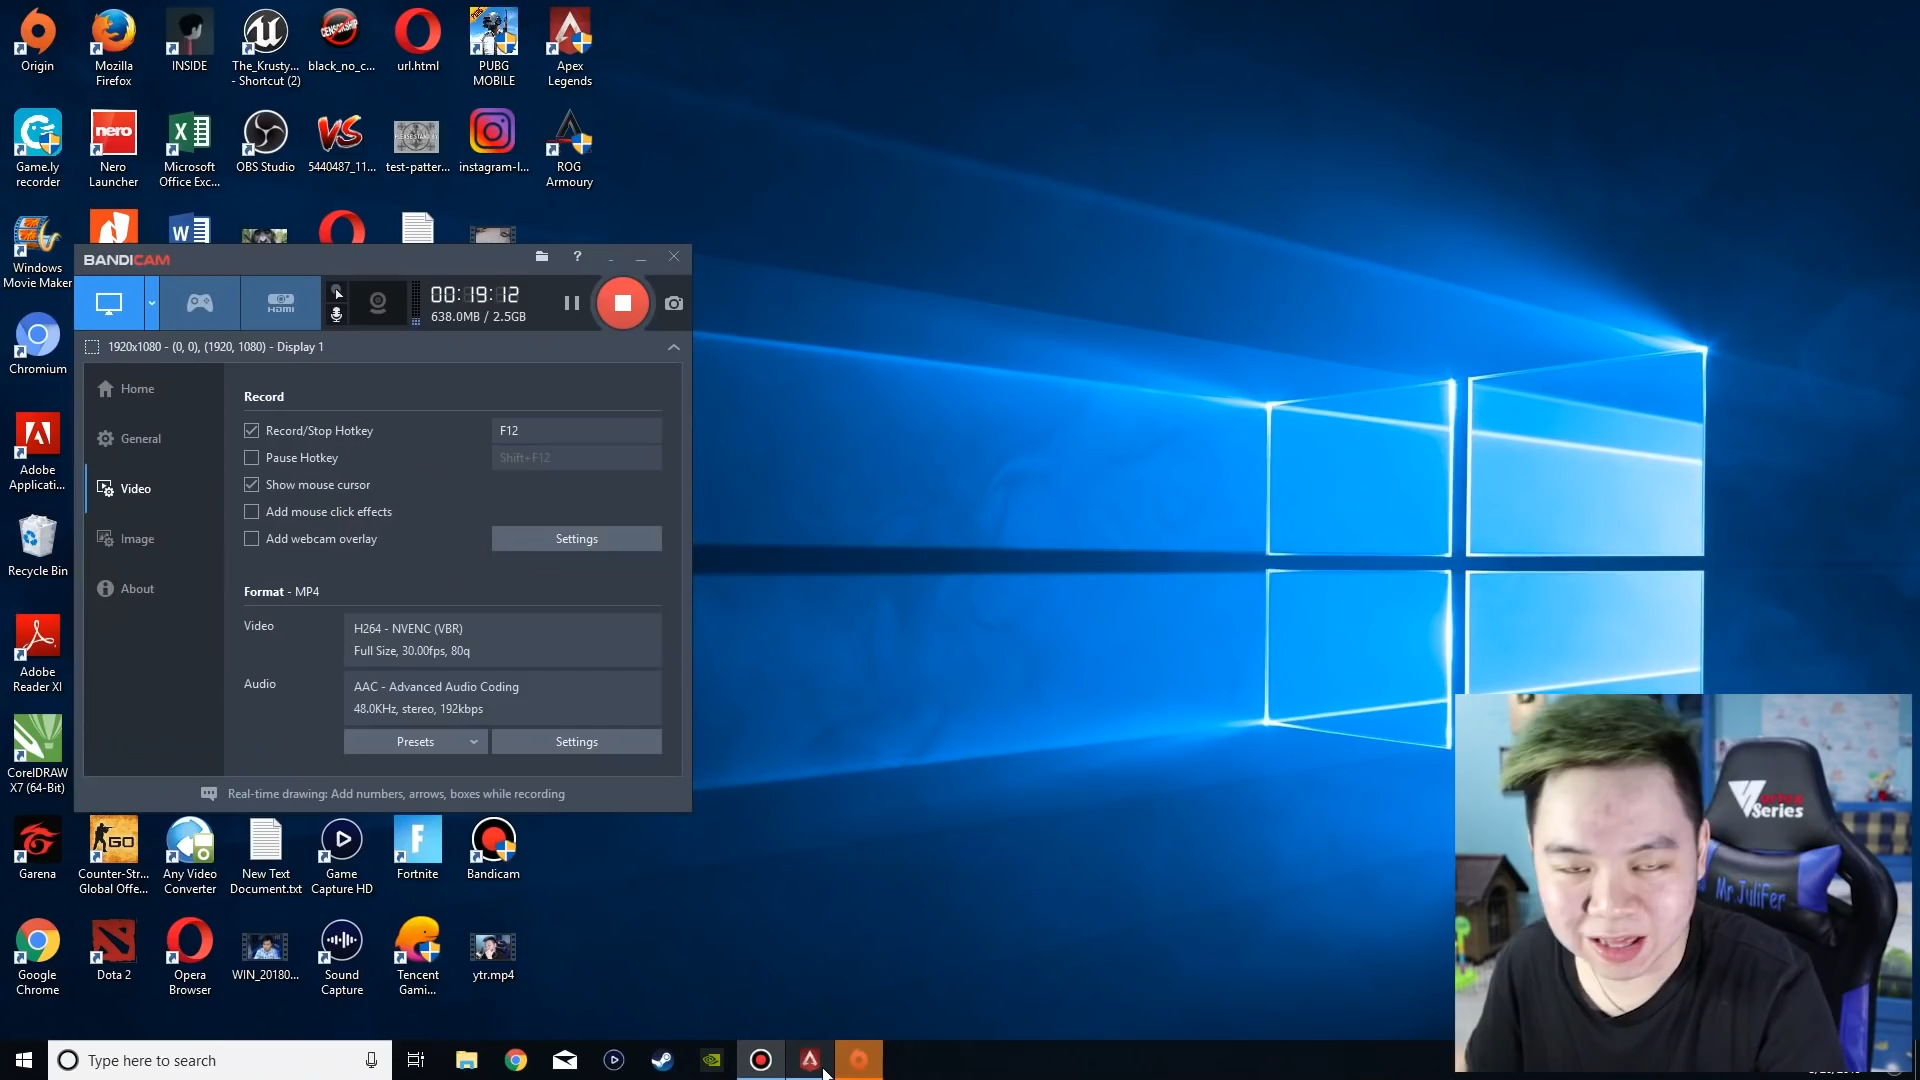 Origin
Mozilla
Firefox
INSIDE
The_Krusty...
- Shortcut (2)
CENSORSHIP
black_no_c...
url.html
PUBG
MOBILE
Apex
Legends
Game.ly
recorder
nero
Nero
Launcher
Microsoft
Office Exc...
OBS Studio
VS
5440487_11...
PLEASE STAND BY
test-patter...
instagram-l...
ROG
Armoury
Windows
Movie Maker
BANDICAM
?
HDMI
00:19:12
638.0MB / 2.5GB
1920x1080 - (0, 0), (1920, 1080) - Display 1
Home
General
Video
Image
About
Record
Record/Stop Hotkey
F12
Pause Hotkey
Shift+F12
Show mouse cursor
Add mouse click effects
Add webcam overlay
Settings
Format - MP4
Video
H264 - NVENC (VBR)
Full Size, 30.00fps, 80q
Audio
AAC - Advanced Audio Coding
48.0KHz, stereo, 192kbps
Presets
Settings
Real-time drawing: Add numbers, arrows, boxes while recording
Chromium
Adobe
Applicati...
Recycle Bin
Adobe
Reader XI
CorelDRAW
X7 (64-Bit)
Garena
GO
Counter-Str...
Global Offe...
Any Video
Converter
New Text
Document.txt
Game
Capture HD
Fortnite
Bandicam
Google
Chrome
Dota 2
Opera
Browser
WIN_20180...
Sound
Capture
Tencent
Gami...
ytr.mp4
Series
Mr.JuliFer
Type here to search